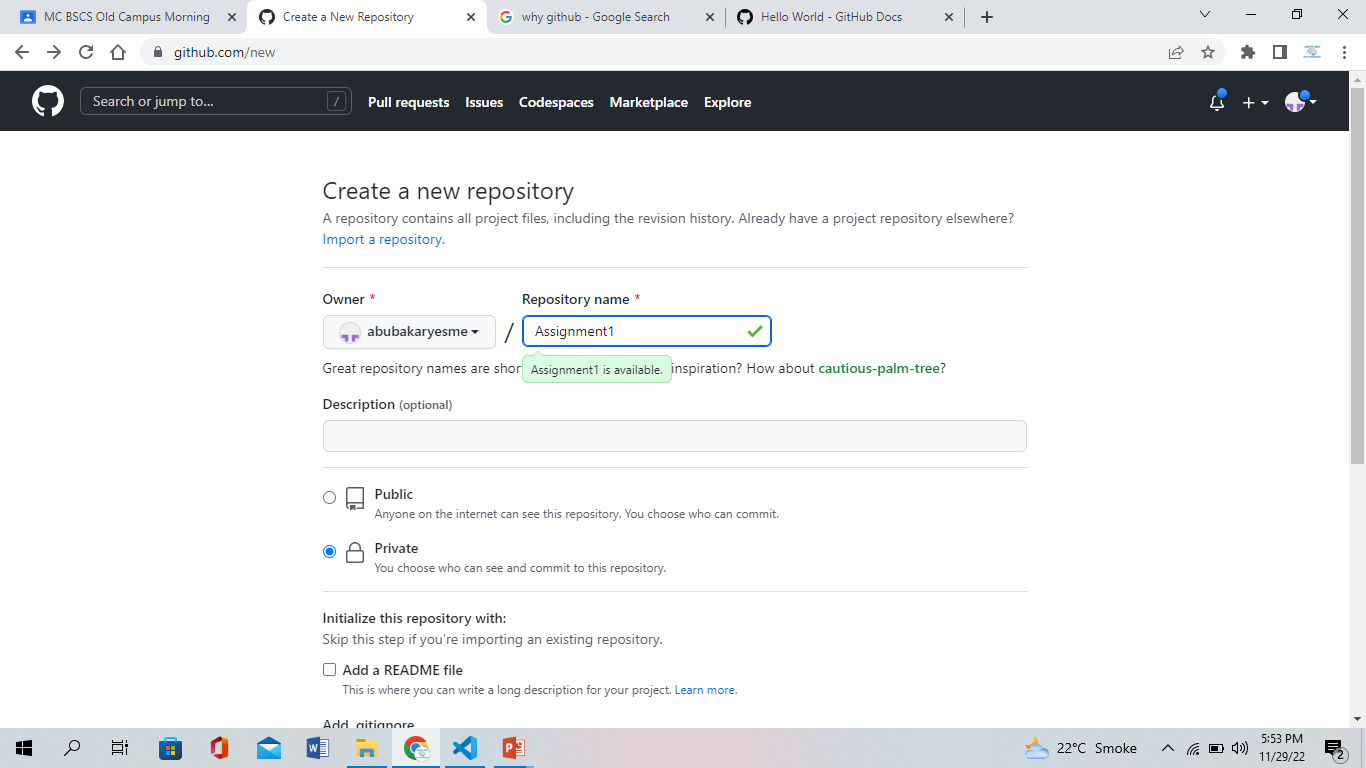 MC BSCS Old Campus Morning
Create a New Repository
why github - Google Search
Hello World - GitHub Docs
github.com/new
Search or jump to... /
Pull requests Issues Codespaces Marketplace Explore
Create a new repository
A repository contains all project files, including the revision history. Already have a project repository elsewhere?
Import a repository.
Owner * Repository name *
abubakaryesme / Assignment1
Great repository names are shor inspiration? How about cautious-palm-tree?
Assignment1 is available.
Description (optional)
Public
Anyone on the internet can see this repository. You choose who can commit.
Private
You choose who can see and commit to this repository.
Initialize this repository with:
Skip this step if you're importing an existing repository.
Add a README file
This is where you can write a long description for your project. Learn more.
Add .gitignore
22°C Smoke
5:53 PM
11/29/22
2